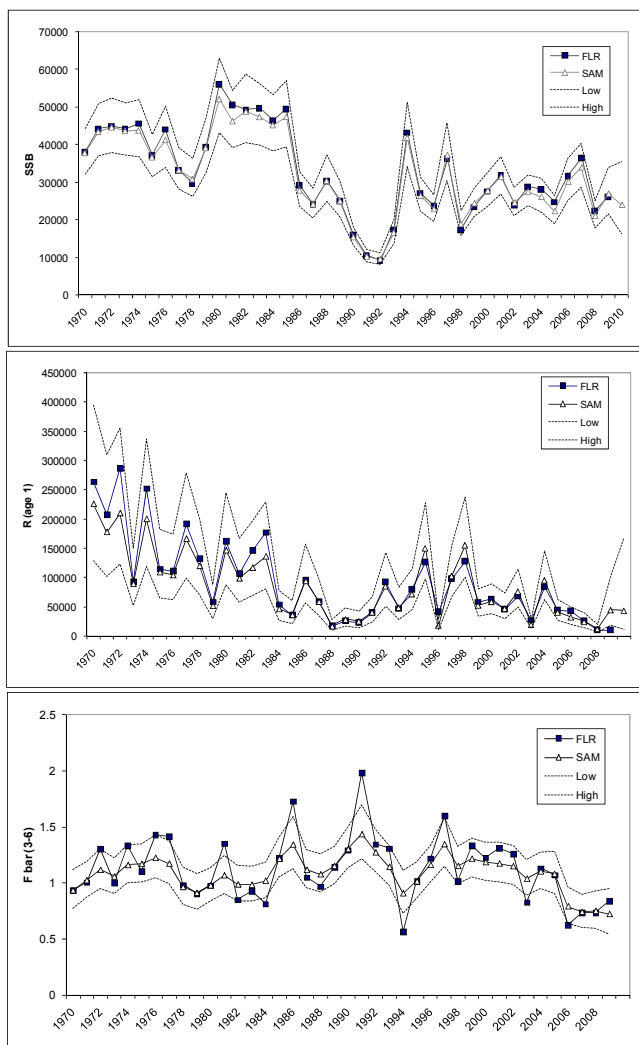 70000
60000
50000
40000
30000
20000
10000
0
SSB
FLR
SAM
Low
High
1970 1972 1974 1976 1978 1980 1982 1984 1986 1988 1990 1992 1994 1996 1998 2000 2002 2004 2006 2008 2010
450000
400000
350000
300000
250000
200000
150000
100000
50000
0
R (age 1)
FLR
SAM
Low
High
1970 1972 1974 1976 1978 1980 1982 1984 1986 1988 1990 1992 1994 1996 1998 2000 2002 2004 2006 2008
2.5
2
1.5
1
0.5
0
F bar (3-6)
FLR
SAM
Low
High
1970 1972 1974 1976 1978 1980 1982 1984 1986 1988 1990 1992 1994 1996 1998 2000 2002 2004 2006 2008